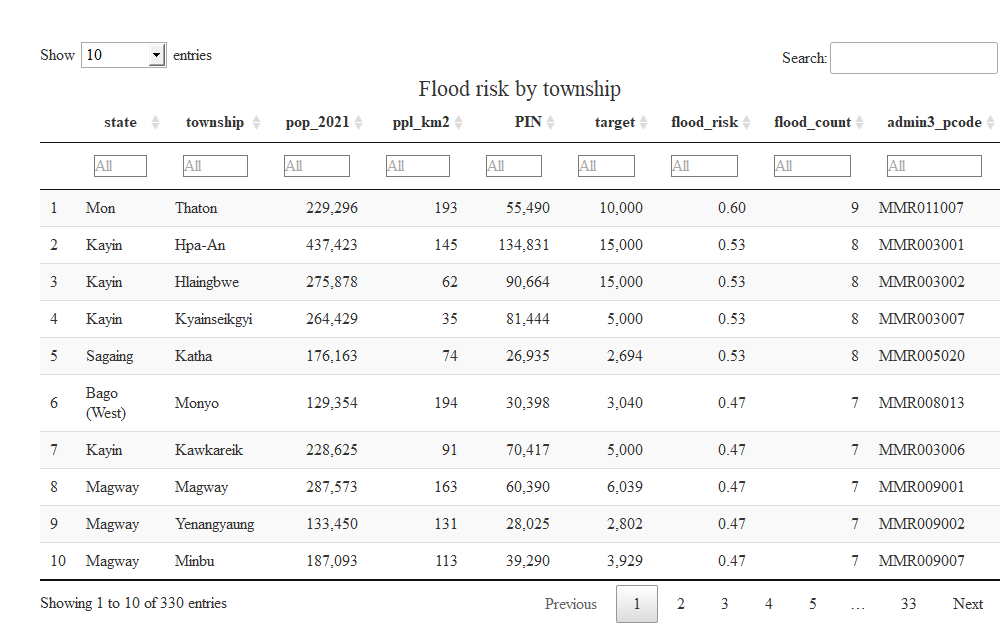 Show 10 entries Search:
Flood risk by township
state township pop_2021 ppl_km2 PIN target flood_risk flood_count admin3_pcode
All All All All All All All All All
1 Mon Thaton 229,296 193 55,490 10,000 0.60 9 MMR011007
2 Kayin Hpa-An 437,423 145 134,831 15,000 0.53 8 MMR003001
3 Kayin Hlaingbwe 275,878 62 90,664 15,000 0.53 8 MMR003002
4 Kayin Kyainseikgyi 264,429 35 81,444 5,000 0.53 8 MMR003007
5 Sagaing Katha 176,163 74 26,935 2,694 0.53 8 MMR005020
6 Bago (West) Monyo 129,354 194 30,398 3,040 0.47 7 MMR008013
7 Kayin Kawkareik 228,625 91 70,417 5,000 0.47 7 MMR003006
8 Magway Magway 287,573 163 60,390 6,039 0.47 7 MMR009001
9 Magway Yenangyaung 133,450 131 28,025 2,802 0.47 7 MMR009002
10 Magway Minbu 187,093 113 39,290 3,929 0.47 7 MMR009007
Showing 1 to 10 of 330 entries Previous 1 2 3 4 5 … 33 Next